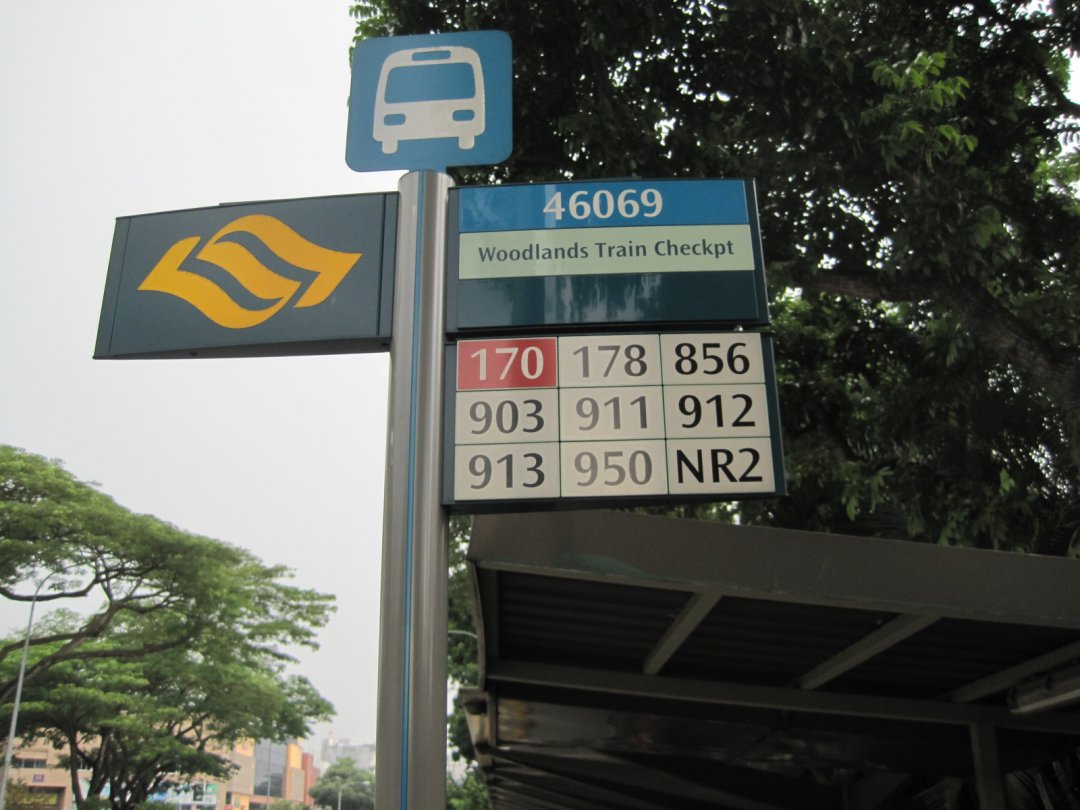 46069
Woodlands Train Checkpt
170 178 856
903 911 912
913 950 NR2